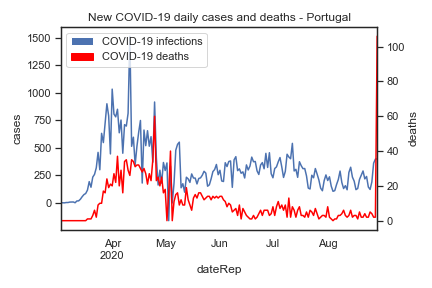 New COVID-19 daily cases and deaths - Portugal
COVID-19 infections
COVID-19 deaths
1500
1250
1000
750
500
250
0
cases
100
80
60
40
20
0
deaths
Apr
2020
May
Jun
Jul
Aug
dateRep